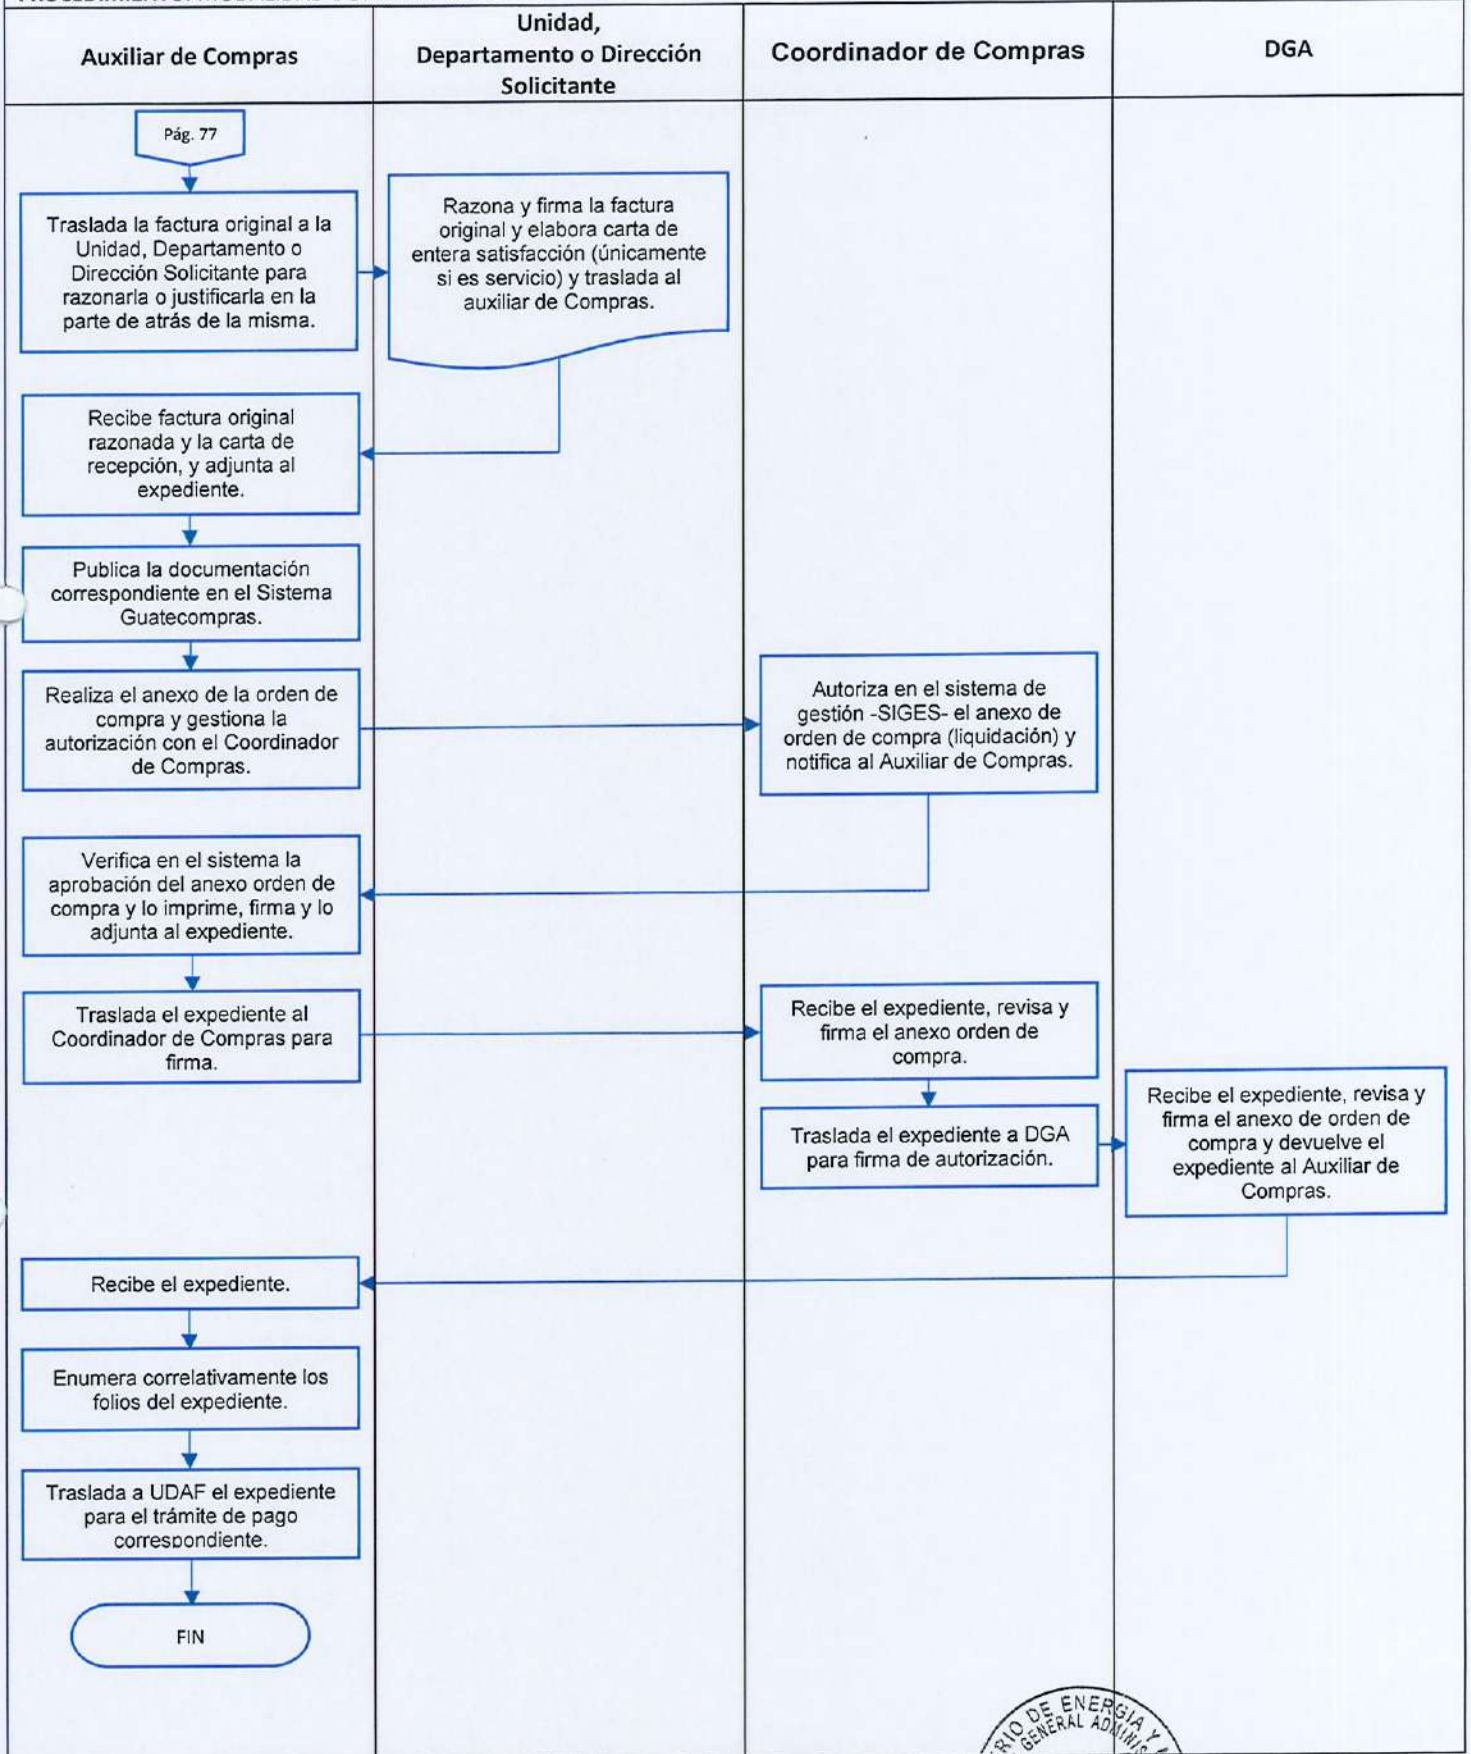 Auxiliar de Compras
Unidad,
Departamento o Dirección
Solicitante
Coordinador de Compras
DGA
Pág. 77
Traslada la factura original a la
Unidad, Departamento o
Dirección Solicitante para
razonarla o justificarla en la
parte de atrás de la misma.
Razona y firma la factura
original y elabora carta de
entera satisfacción (únicamente
si es servicio) y traslada al
auxiliar de Compras.
Recibe factura original
razonada y la carta de
recepción, y adjunta al
expediente.
Publica la documentación
correspondiente en el Sistema
Guatecompras.
Realiza el anexo de la orden de
compra y gestiona la
autorización con el Coordinador
de Compras.
Autoriza en el sistema de
gestión -SIGES- el anexo de
orden de compra (liquidación) y
notifica al Auxiliar de Compras.
Verifica en el sistema la
aprobación del anexo orden de
compra y lo imprime, firma y lo
adjunta al expediente.
Traslada el expediente al
Coordinador de Compras para
firma.
Recibe el expediente, revisa y
firma el anexo orden de
compra.
Traslada el expediente a DGA
para firma de autorización.
Recibe el expediente, revisa y
firma el anexo de orden de
compra y devuelve el
expediente al Auxiliar de
Compras.
Recibe el expediente.
Enumera correlativamente los
folios del expediente.
Traslada a UDAF el expediente
para el trámite de pago
correspondiente.
FIN
DE ENERGIA Y
GENERAL